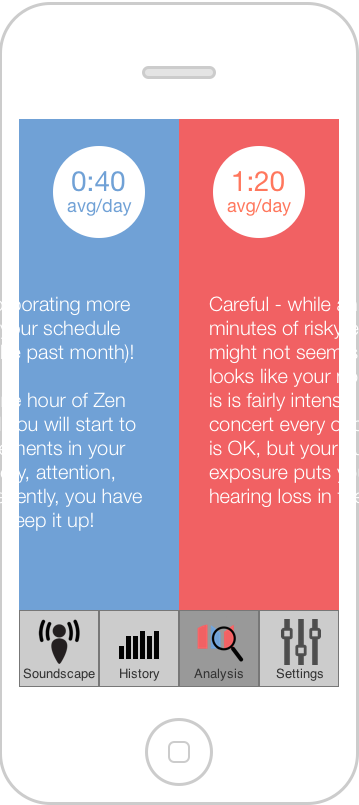 0:40
avg/day
porating more
your schedule
the past month)!
e hour of Zen
you will start to
ements in your
y, attention,
ently, you have
eep it up!
1:20
avg/day
Careful - while a
minutes of risky e
might not seem s
looks like your
is is fairly intens
concert every
is OK, but your
exposure puts y
hearing loss in
Soundscape
History
Analysis
Settings